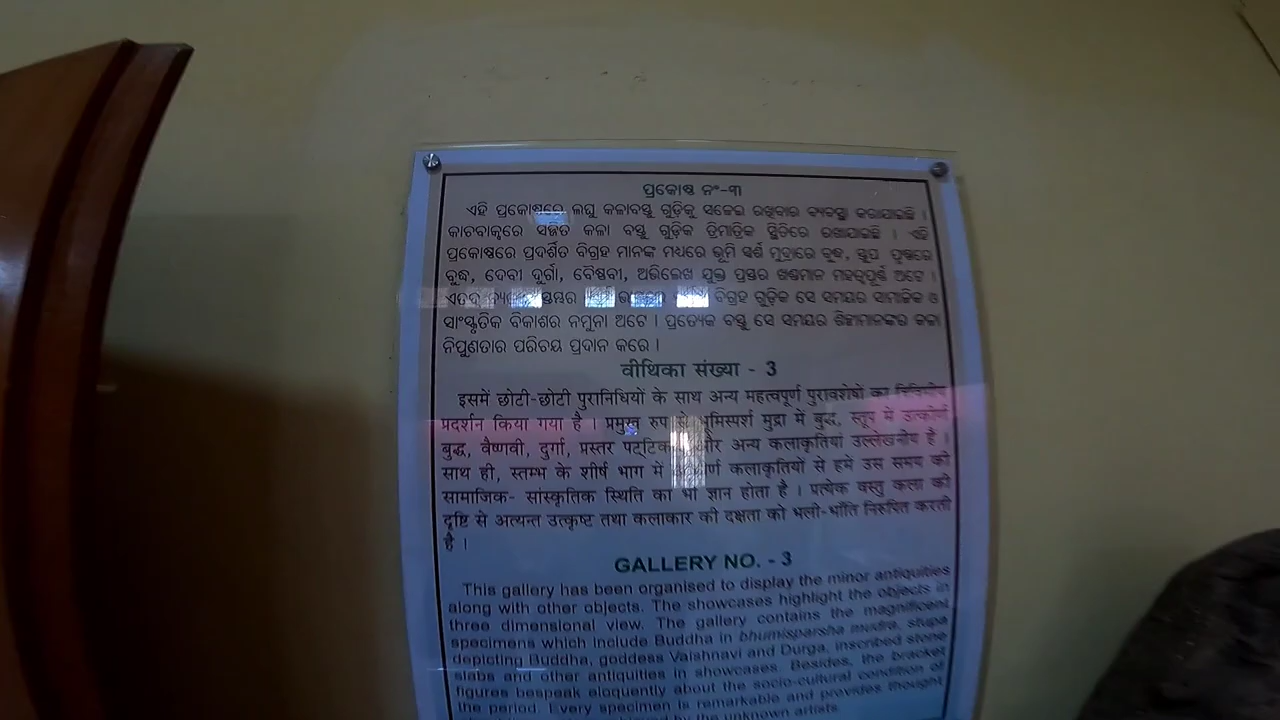 ପ୍ରକୋଷ୍ଠ ନଂ-୩
ଏହି ପ୍ରକୋଷ୍ଠରେ ଲଘୁ କଳାବସ୍ତୁ ଗୁଡ଼ିକୁ ସଜେଇ ରଖିବାର ବ୍ୟବସ୍ଥା କରାଯାଇଛି ।
କାଚବାକ୍ସରେ ସଜ୍ଜିତ କଳା ବସ୍ତୁ ଗୁଡ଼ିକ ତ୍ରିମାତ୍ରିକ ସ୍ଥିତିରେ ରଖାଯାଇଛି । ଏହି
ପ୍ରକୋଷ୍ଠରେ ପ୍ରଦର୍ଶିତ ବିଗ୍ରହ ମାନଙ୍କ ମଧ୍ୟରେ ଭୂମି ସ୍ପର୍ଶ ମୁଦ୍ରାରେ ବୁଦ୍ଧ, ସ୍ତୂପ ପୃଷ୍ଠରେ
ବୁଦ୍ଧ, ଦେବୀ ଦୁର୍ଗା, ବୈଷ୍ଣବୀ, ଅଭିଲେଖ ଯୁକ୍ତ ପ୍ରସ୍ତର ଖଣ୍ଡମାନ ମହତ୍ୱପୂର୍ଣ୍ଣ ଅଟେ ।
ବିଗ୍ରହ ଗୁଡ଼ିକ ସେ ସମୟର ସାମାଜିକ ଓ
ସାଂସ୍କୃତିକ ବିକାଶର ନମୁନା ଅଟେ । ପ୍ରତ୍ୟେକ ବସ୍ତୁ ସେ ସମୟର ଶିଳ୍ପୀମାନଙ୍କର କଳା
ନିପୁଣତାର ପରିଚୟ ପ୍ରଦାନ କରେ ।
वीथिका संख्या - 3
इसमें छोटी-छोटी पुरानिधियों के साथ अन्य महत्वपूर्ण पुरावशेषों का त्रिविमीय
प्रदर्शन किया गया है । प्रमुख रुप से भूमिस्पर्श मुद्रा में बुद्ध, स्तूप में उत्कीर्ण
बुद्ध, वैष्णवी, दुर्गा, प्रस्तर और अन्य कलाकृतियां उल्लेखनीय है ।
साथ ही, स्तम्भ के शीर्ष भाग में कलाकृतियों से हमे उस समय की
सामाजिक- सांस्कृतिक स्थिति का भी ज्ञान होता है । प्रत्येक वस्तु कला की
दृष्टि से अत्यन्त उत्कृष्ट तथा कलाकार की दक्षता को भली-भाँति निरुपित करती
है ।
GALLERY NO. - 3
This gallery has been organised to display the minor antiquities
along with other objects. The showcases highlight the objects in
three dimensional view. The gallery contains the magnificent
specimens which include Buddha in bhumisparsha mudra, stupa
depicting Buddha, goddess Vaishnavi and Durga, inscribed stone
slabs and other antiquities in showcases. Besides, the bracket
figures bespeak eloquently about the socio-cultural condition of
the period. Every specimen is remarkable and provides thought
by the unknown artists